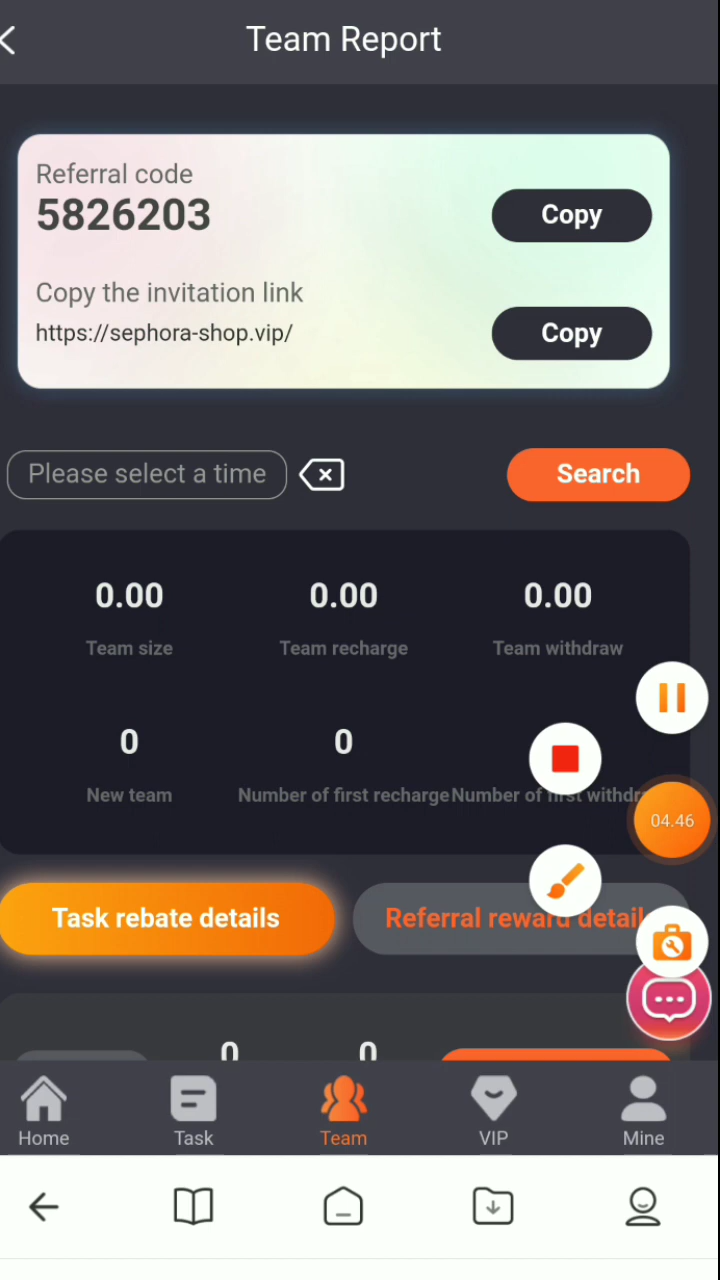 Team Report
Referral code
5826203
Copy
Copy the invitation link
https://sephora-shop.vip/
Copy
Please select a time
Search
0.00 0.00 0.00
Team size Team recharge Team withdraw
0 0
New team Number of first recharge Number of first
04.46
Task rebate details Referral reward
0 0
Home Task Team VIP Mine